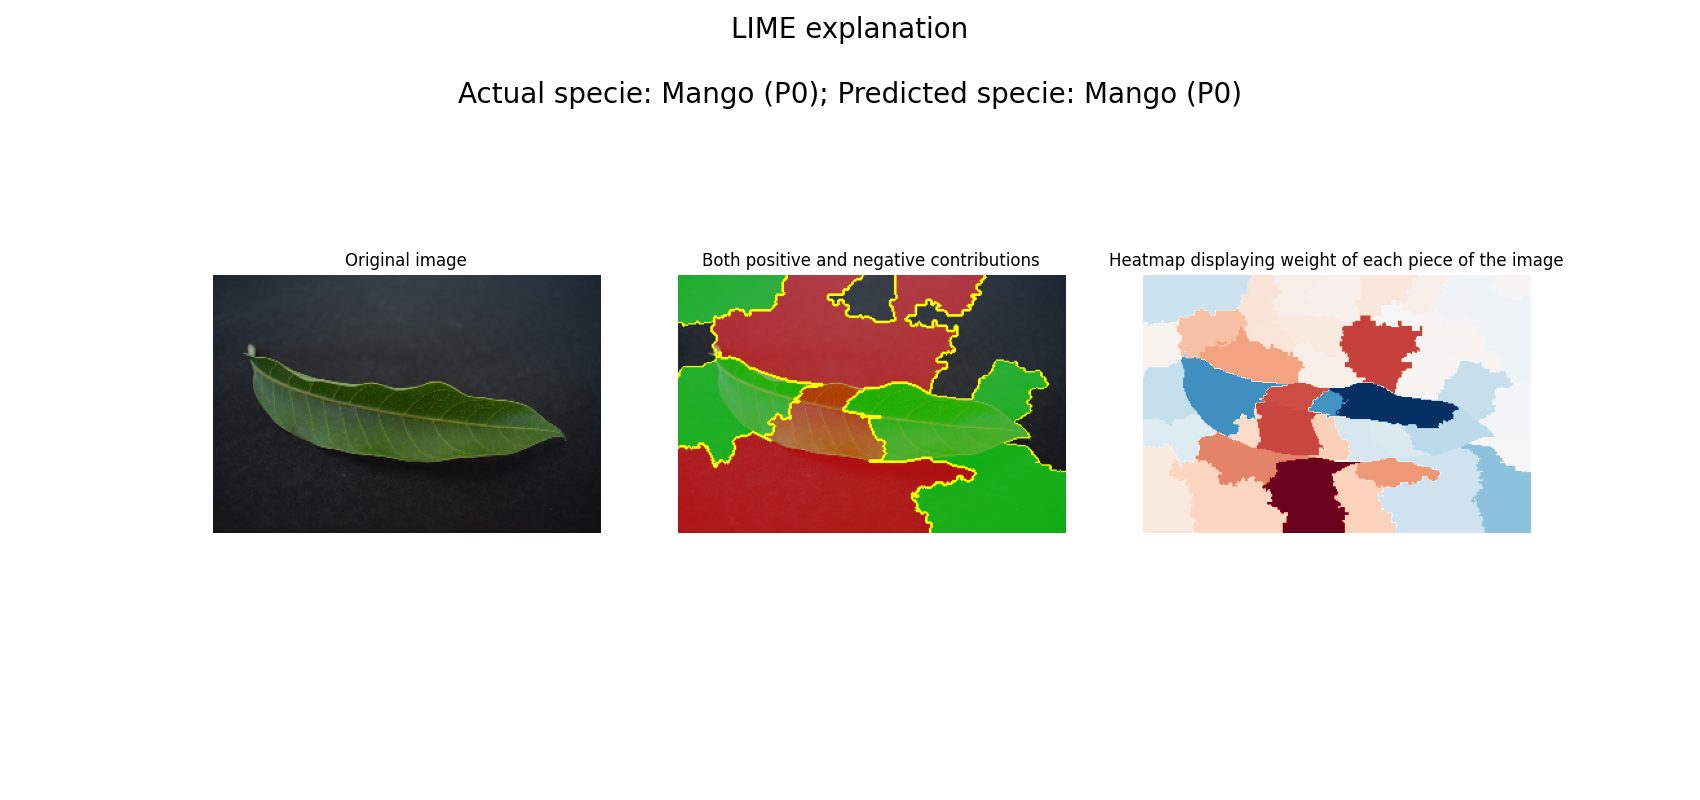 LIME explanation
Actual specie: Mango (P0); Predicted specie: Mango (P0)
Original image
Both positive and negative contributions
Heatmap displaying weight of each piece of the image